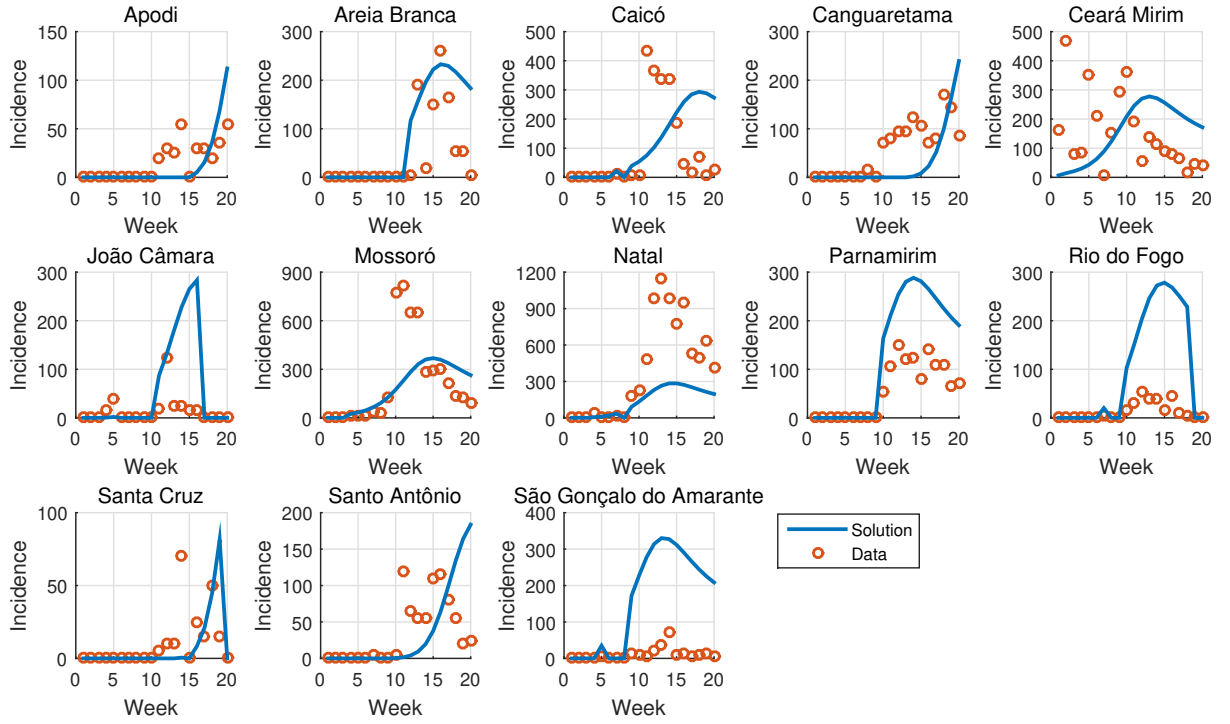 Apodi
150
100
50
0
0 5 10 15 20
Incidence
Week
Areia Branca
300
200
100
0
0 5 10 15 20
Incidence
Week
Caicó
500
400
300
200
100
0
0 5 10 15 20
Incidence
Week
Canguaretama
300
200
100
0
0 5 10 15 20
Incidence
Week
Ceará Mirim
500
400
300
200
100
0
0 5 10 15 20
Incidence
Week
João Câmara
300
200
100
0
0 5 10 15 20
Incidence
Week
Mossoró
900
600
300
0
0 5 10 15 20
Incidence
Week
Natal
1200
900
600
300
0
0 5 10 15 20
Incidence
Week
Parnamirim
300
200
100
0
0 5 10 15 20
Incidence
Week
Rio do Fogo
300
200
100
0
0 5 10 15 20
Incidence
Week
Santa Cruz
100
50
0
0 5 10 15 20
Incidence
Week
Santo Antônio
200
150
100
50
0
0 5 10 15 20
Incidence
Week
São Gonçalo do Amarante
400
300
200
100
0
0 5 10 15 20
Incidence
Week
Solution
Data